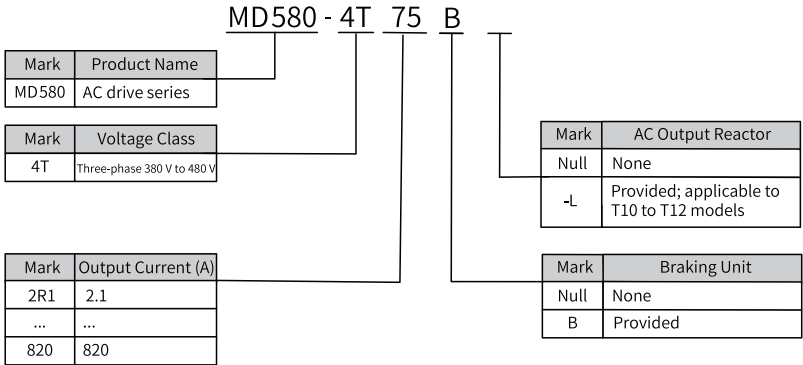 MD580 - 4T 75 B _
Mark Product Name
MD580 AC drive series
Mark Voltage Class
4T Three-phase 380 V to 480 V
Mark Output Current (A)
2R1 2.1
... ...
820 820
Mark AC Output Reactor
Null None
-L Provided; applicable to
T10 to T12 models
Mark Braking Unit
Null None
B Provided